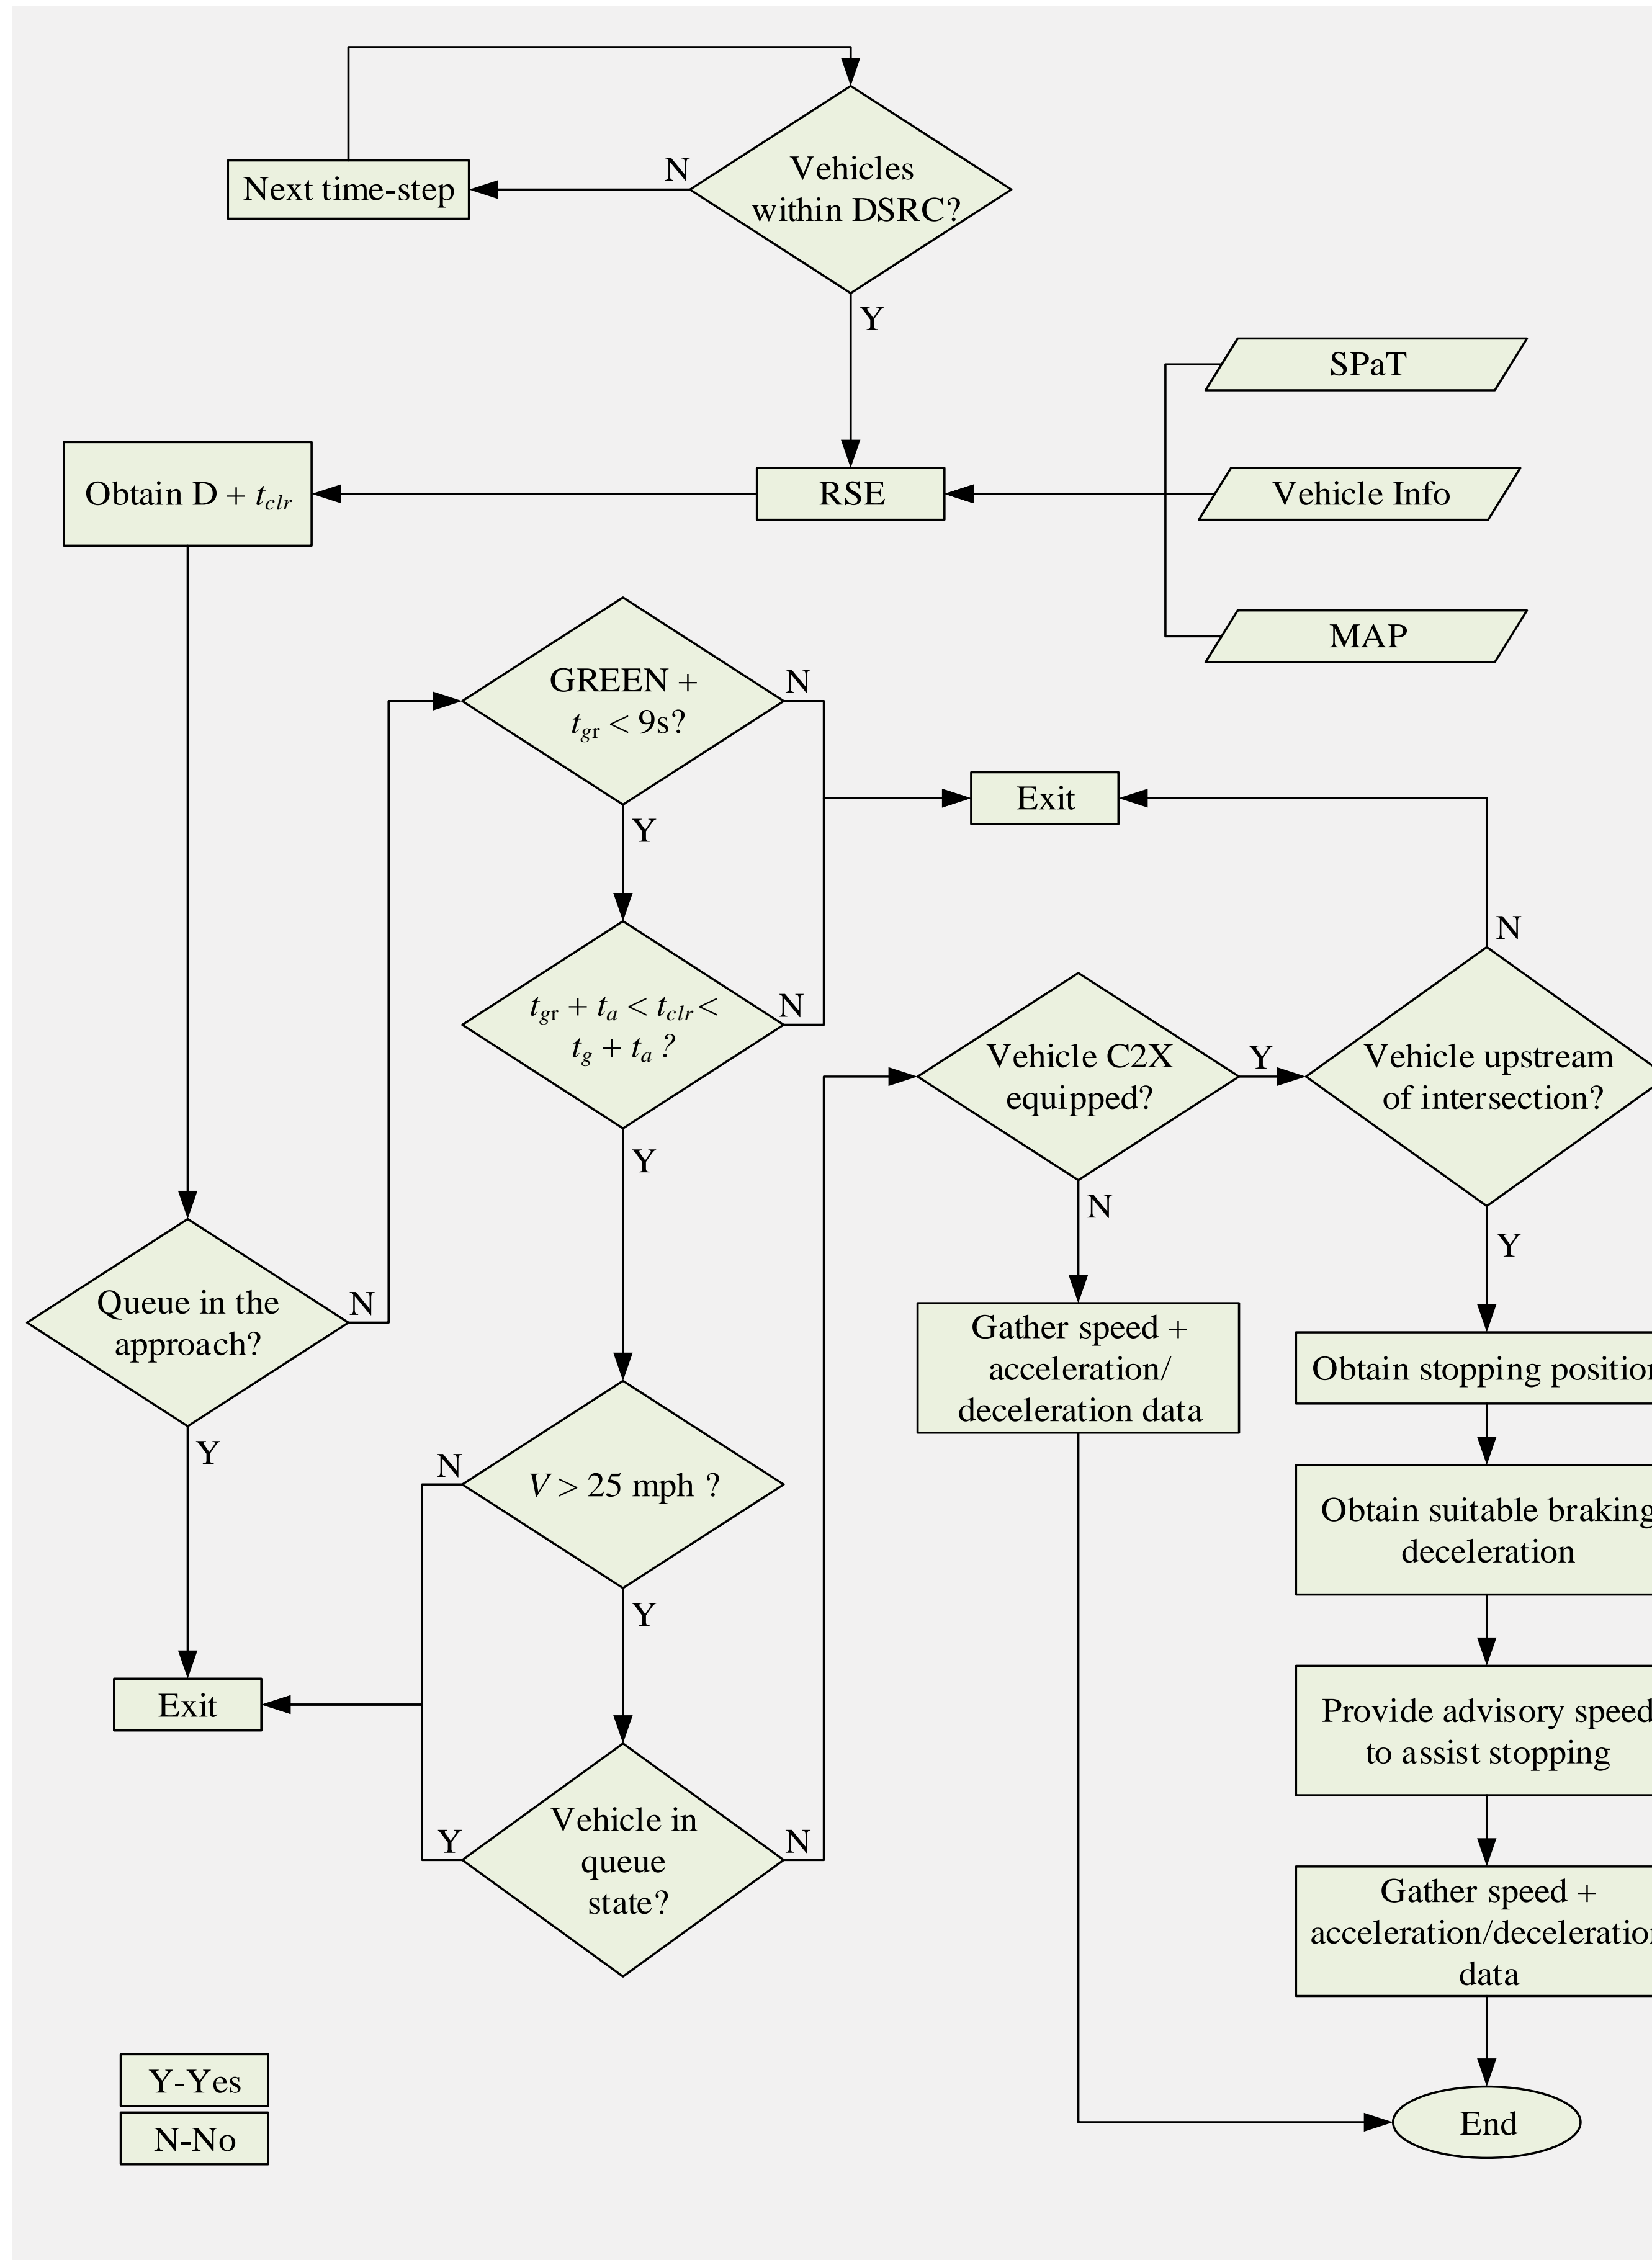 Vehicles
within DSRC?
N
Next time-step
Y
SPaT
Obtain D + tclr
RSE
Vehicle Info
MAP
GREEN +
tgr < 9s?
N
Y
Exit
tgr + ta < tclr<
tg + ta ?
N
Y
N
Vehicle C2X
equipped?
Y
Vehicle upstream
of intersection?
N
Y
Queue in the
approach?
N
Y
Gather speed +
acceleration/
deceleration data
Obtain stopping position
V > 25 mph ?
N
Y
Obtain suitable braking
deceleration
Exit
Provide advisory speed
to assist stopping
Vehicle in
queue
state?
Y
N
Gather speed +
acceleration/deceleration
data
Y-Yes
N-No
End